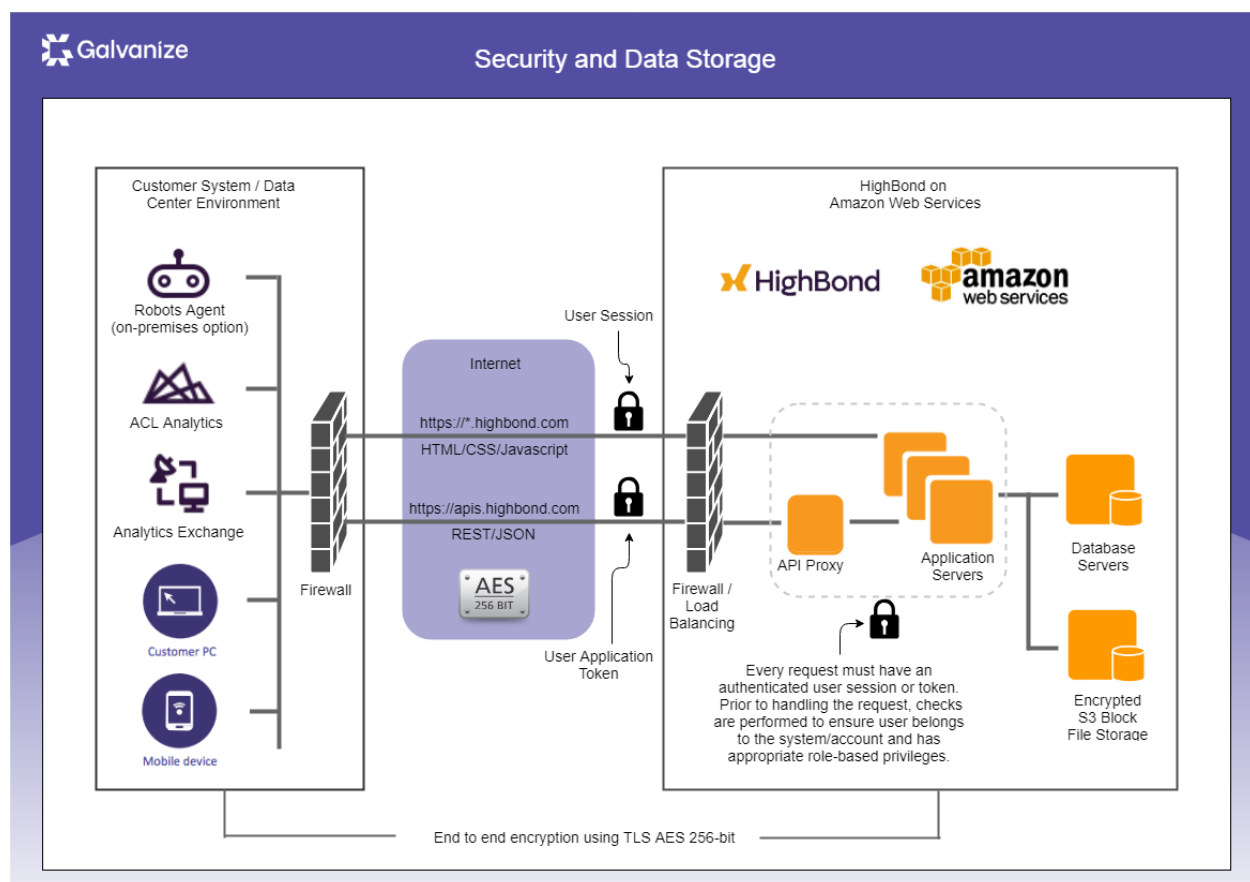 Galvanize
Security and Data Storage
Customer System / Data
Center Environment
Robots Agent
(on-premises option)
ACL Analytics
Analytics Exchange
Customer PC
Mobile device
Firewall
Internet
https://*.highbond.com
HTML/CSS/Javascript
https://apis.highbond.com
REST/JSON
AES
256 BIT
User Session
User Application
Token
HighBond on
Amazon Web Services
HighBond
amazon
web services
Firewall /
Load
Balancing
API Proxy
Application
Servers
Database
Servers
Encrypted
S3 Block
File Storage
Every request must have an
authenticated user session or token.
Prior to handling the request, checks
are performed to ensure user belongs
to the system/account and has
appropriate role-based privileges.
End to end encryption using TLS AES 256-bit